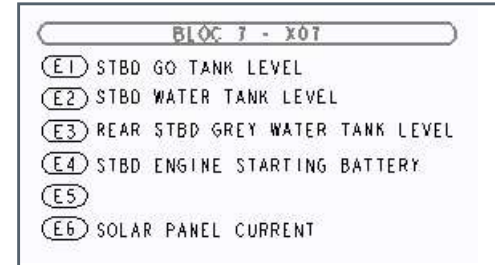 BLOC 7 - X07
E1 STBD GO TANK LEVEL
E2 STBD WATER TANK LEVEL
E3 REAR STBD GREY WATER TANK LEVEL
E4 STBD ENGINE STARTING BATTERY
E5
E6 SOLAR PANEL CURRENT